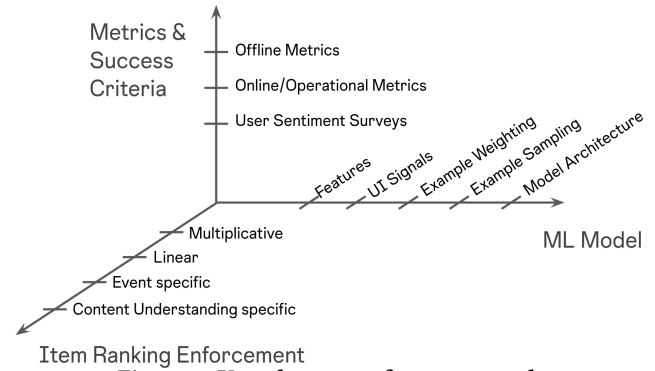 Metrics &
Success
Criteria
Offline Metrics
Online/Operational Metrics
User Sentiment Surveys
Features
UI Signals
Example Weighting
Example Sampling
Model Architecture
ML Model
Multiplicative
Linear
Event specific
Content Understanding specific
Item Ranking Enforcement